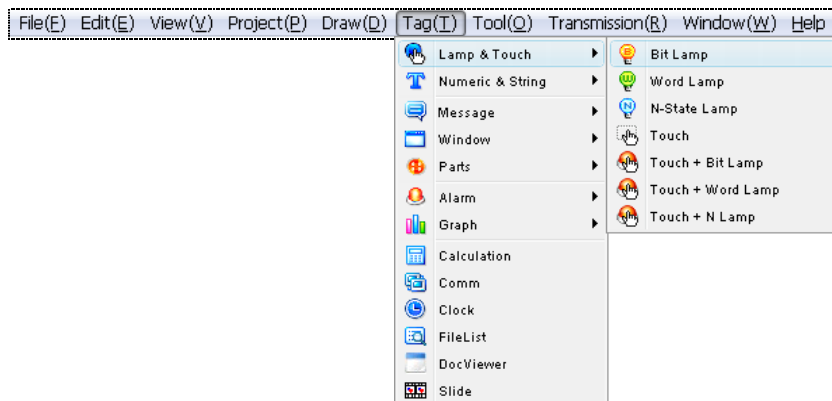 File(F) Edit(E) View(V) Project(P) Draw(D) Tag(T) Tool(O) Transmission(R) Window(W) Help
Lamp & Touch
Numeric & String
Message
Window
Parts
Alarm
Graph
Calculation
Comm
Clock
FileList
DocViewer
Slide
Bit Lamp
Word Lamp
N-State Lamp
Touch
Touch + Bit Lamp
Touch + Word Lamp
Touch + N Lamp